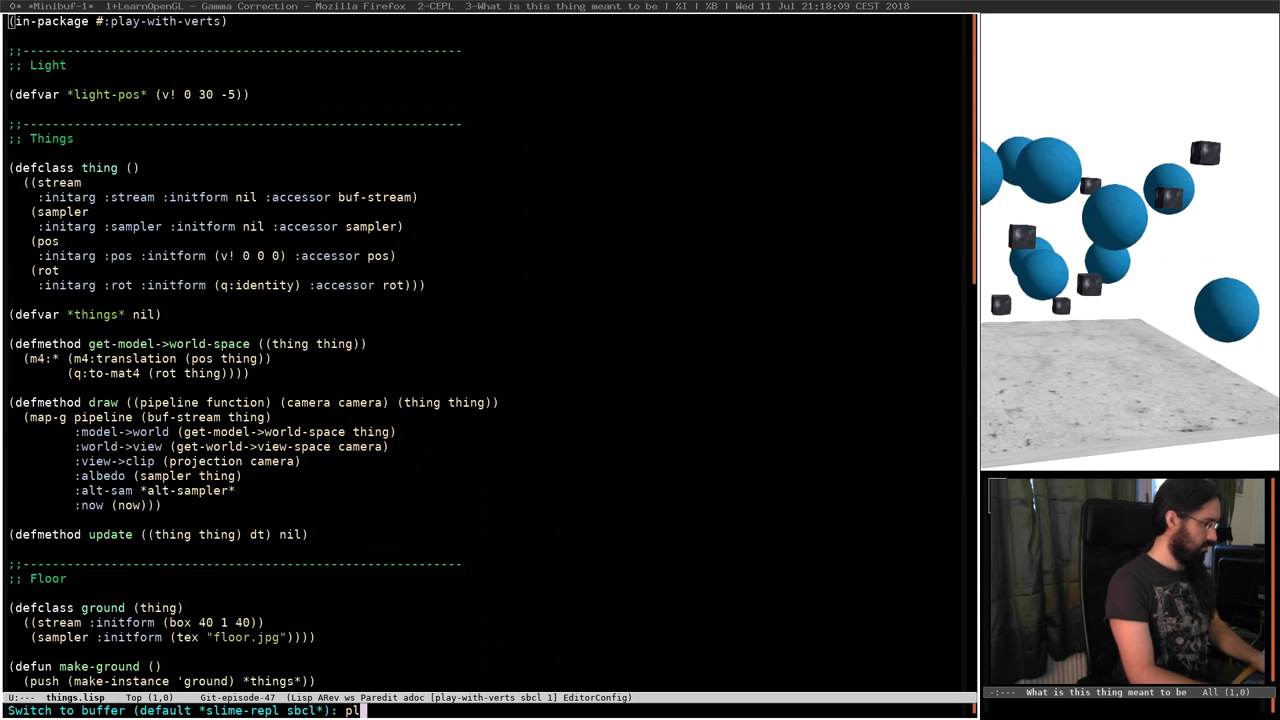 0* *Minibuf-1*  1+LearnOpenGL - Gamma Correction - Mozilla Firefox  2-CEPL  3-What is this thing meant to be | %I | %B | Wed 11 Jul 21:18:09 CEST 2018
(in-package #:play-with-verts)
;;------------------------------------------------------------
;; Light
(defvar *light-pos* (v! 0 30 -5))
;;------------------------------------------------------------
;; Things
(defclass thing ()
  ((stream
    :initarg :stream :initform nil :accessor buf-stream)
   (sampler
    :initarg :sampler :initform nil :accessor sampler)
   (pos
    :initarg :pos :initform (v! 0 0 0) :accessor pos)
   (rot
    :initarg :rot :initform (q:identity) :accessor rot)))
(defvar *things* nil)
(defmethod get-model->world-space ((thing thing))
  (m4:* (m4:translation (pos thing))
        (q:to-mat4 (rot thing))))
(defmethod draw ((pipeline function) (camera camera) (thing thing))
  (map-g pipeline (buf-stream thing)
         :model->world (get-model->world-space thing)
         :world->view (get-world->view-space camera)
         :view->clip (projection camera)
         :albedo (sampler thing)
         :alt-sam *alt-sampler*
         :now (now)))
(defmethod update ((thing thing) dt) nil)
;;------------------------------------------------------------
;; Floor
(defclass ground (thing)
  ((stream :initform (box 40 1 40))
   (sampler :initform (tex "floor.jpg"))))
(defun make-ground ()
  (push (make-instance 'ground) *things*))
U:---  things.lisp    Top (1,0)    Git-episode-47  (Lisp ARev ws Paredit adoc [play-with-verts sbcl 1] EditorConfig)
Switch to buffer (default *slime-repl sbcl*): pl
-:---  What is this thing meant to be   All (1,0)